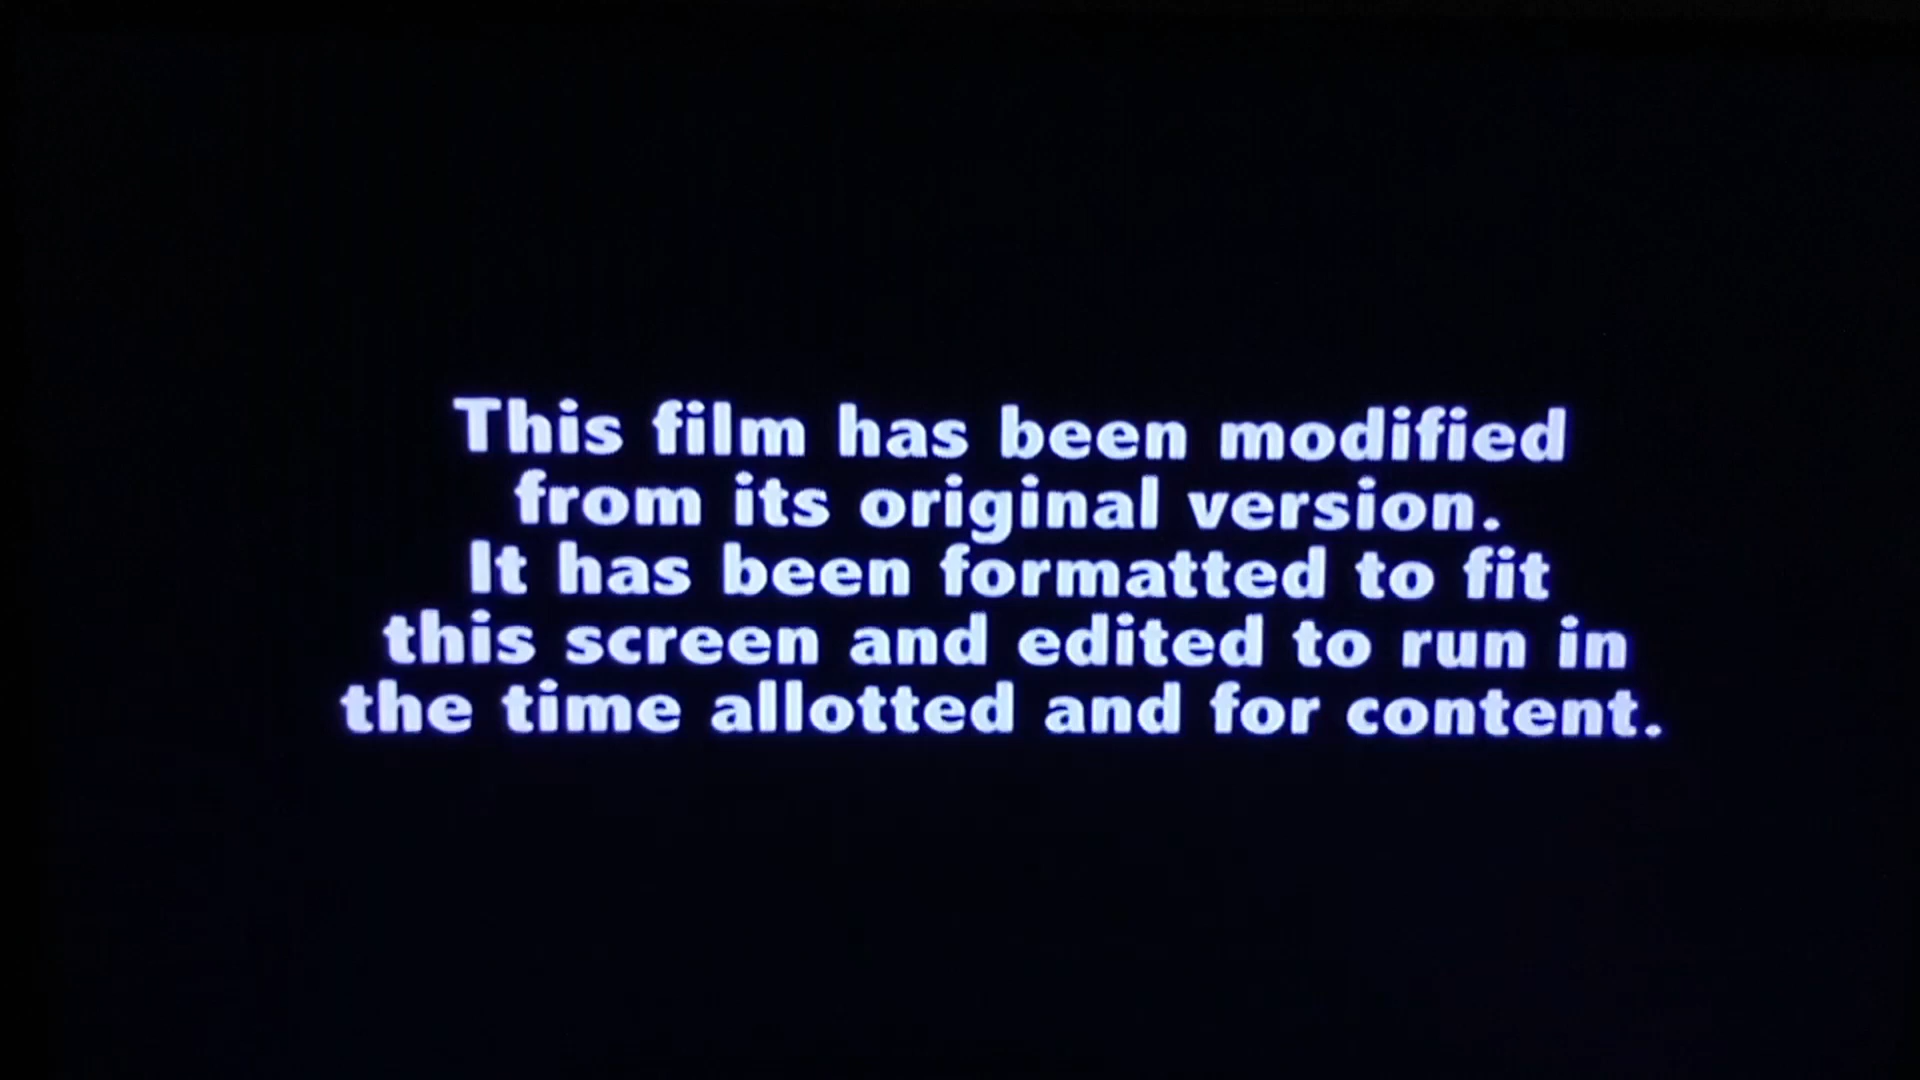 This film has been modified
from its original version.
It has been formatted to fit
this screen and edited to run in
the time allotted and for content.